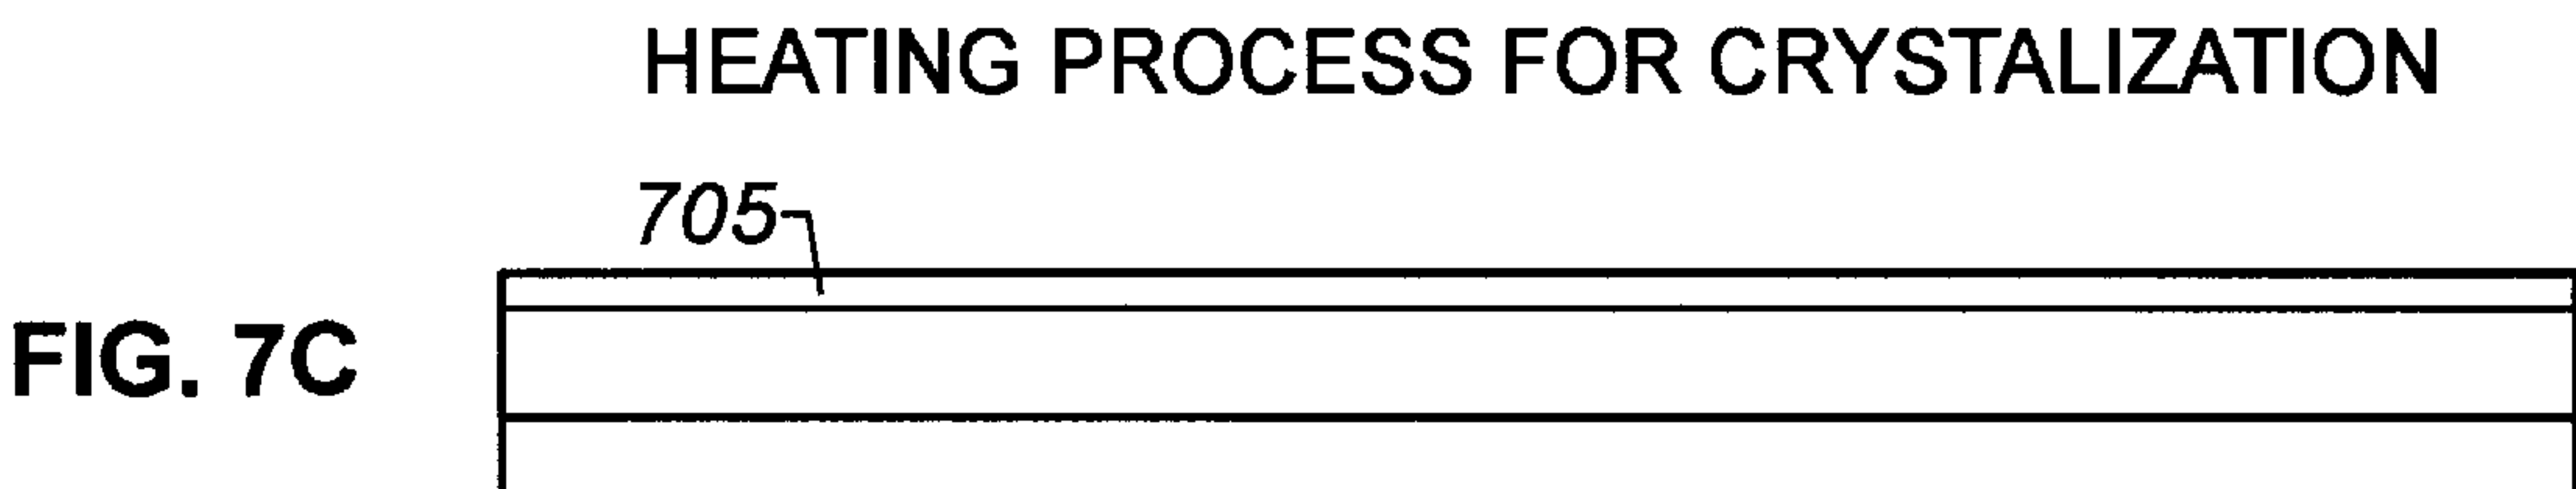 HEATING PROCESS FOR CRYSTALIZATION
705
FIG. 7C